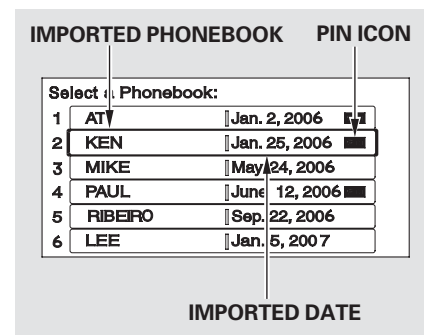 IMPORTED PHONEBOOK PIN ICON
Select a Phonebook:
1 AT Jan. 2, 2006
2 KEN Jan. 25, 2006
3 MIKE May 24, 2006
4 PAUL June 12, 2006
5 RIBEIRO Sep. 22, 2006
6 LEE Jan. 5, 2007
IMPORTED DATE